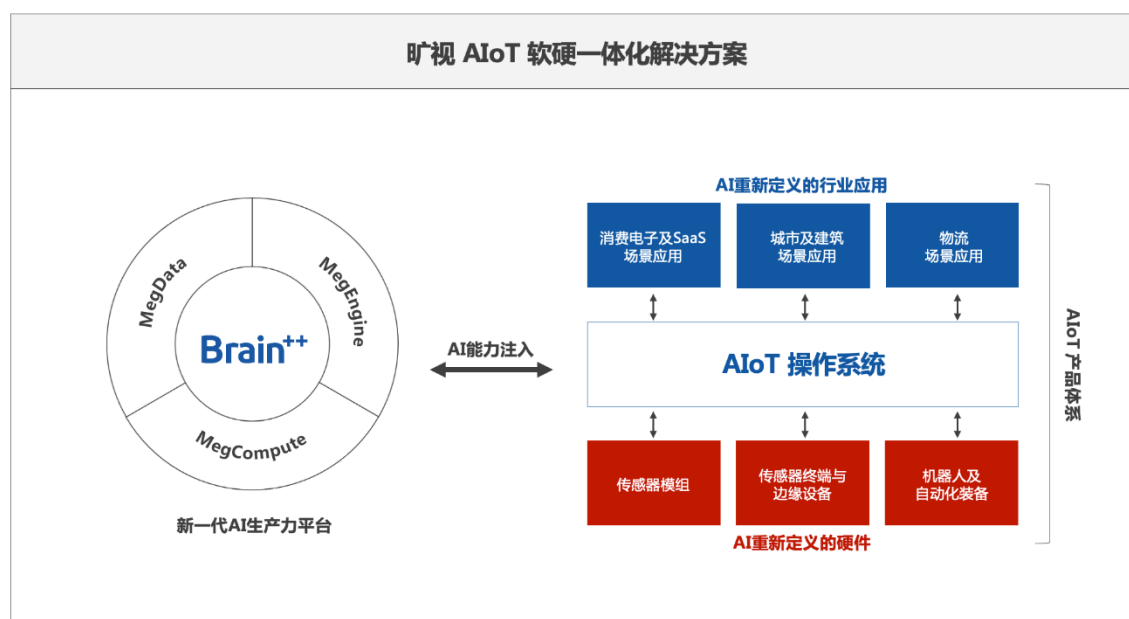 旷视 AIoT 软硬一体化解决方案
MegData
MegEngine
Brain++
MegCompute
新一代AI生产力平台
AI能力注入
AI重新定义的行业应用
消费电子及SaaS
场景应用
城市及建筑
场景应用
物流
场景应用
AIoT 操作系统
传感器模组
传感器终端与
边缘设备
机器人及
自动化装备
AI重新定义的硬件
AIoT 产品体系